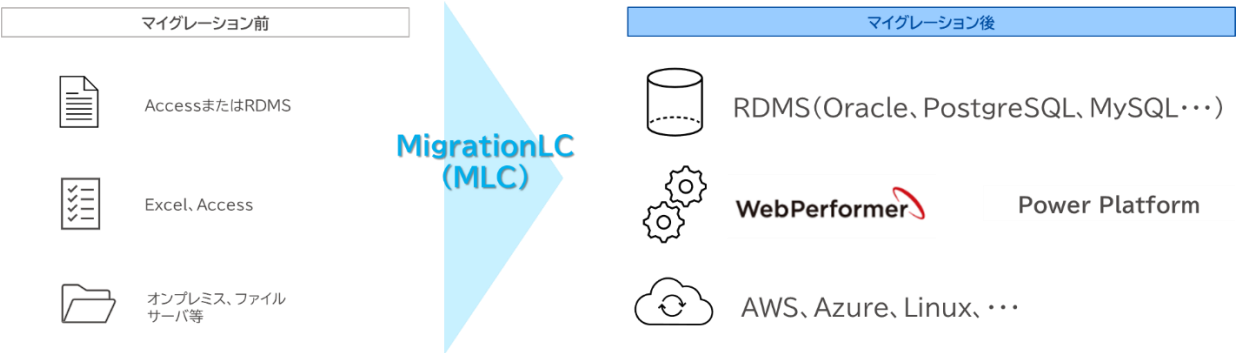 マイグレーション前
マイグレーション後
AccessまたはRDMS
RDMS(Oracle、PostgreSQL、MySQL・・・)
MigrationLC
(MLC)
Excel、Access
WebPerformer
Power Platform
オンプレミス、ファイル
サーバ等
AWS、Azure、Linux、・・・